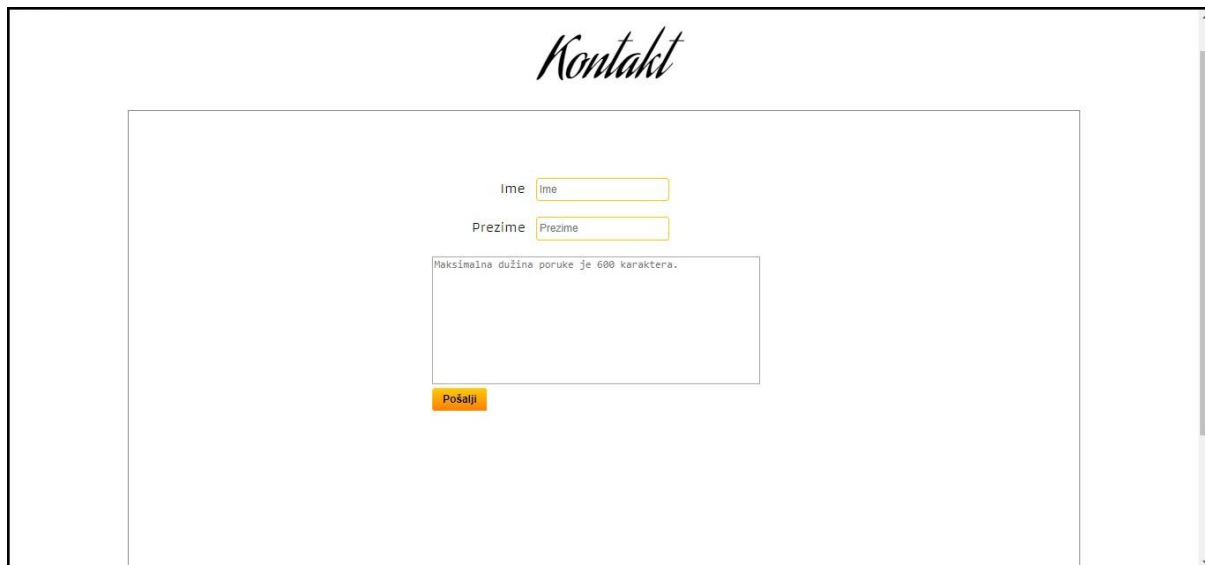 Kontakt
Ime Ime
Prezime Prezime
Maksimalna dužina poruke je 600 karaktera.
Pošalji